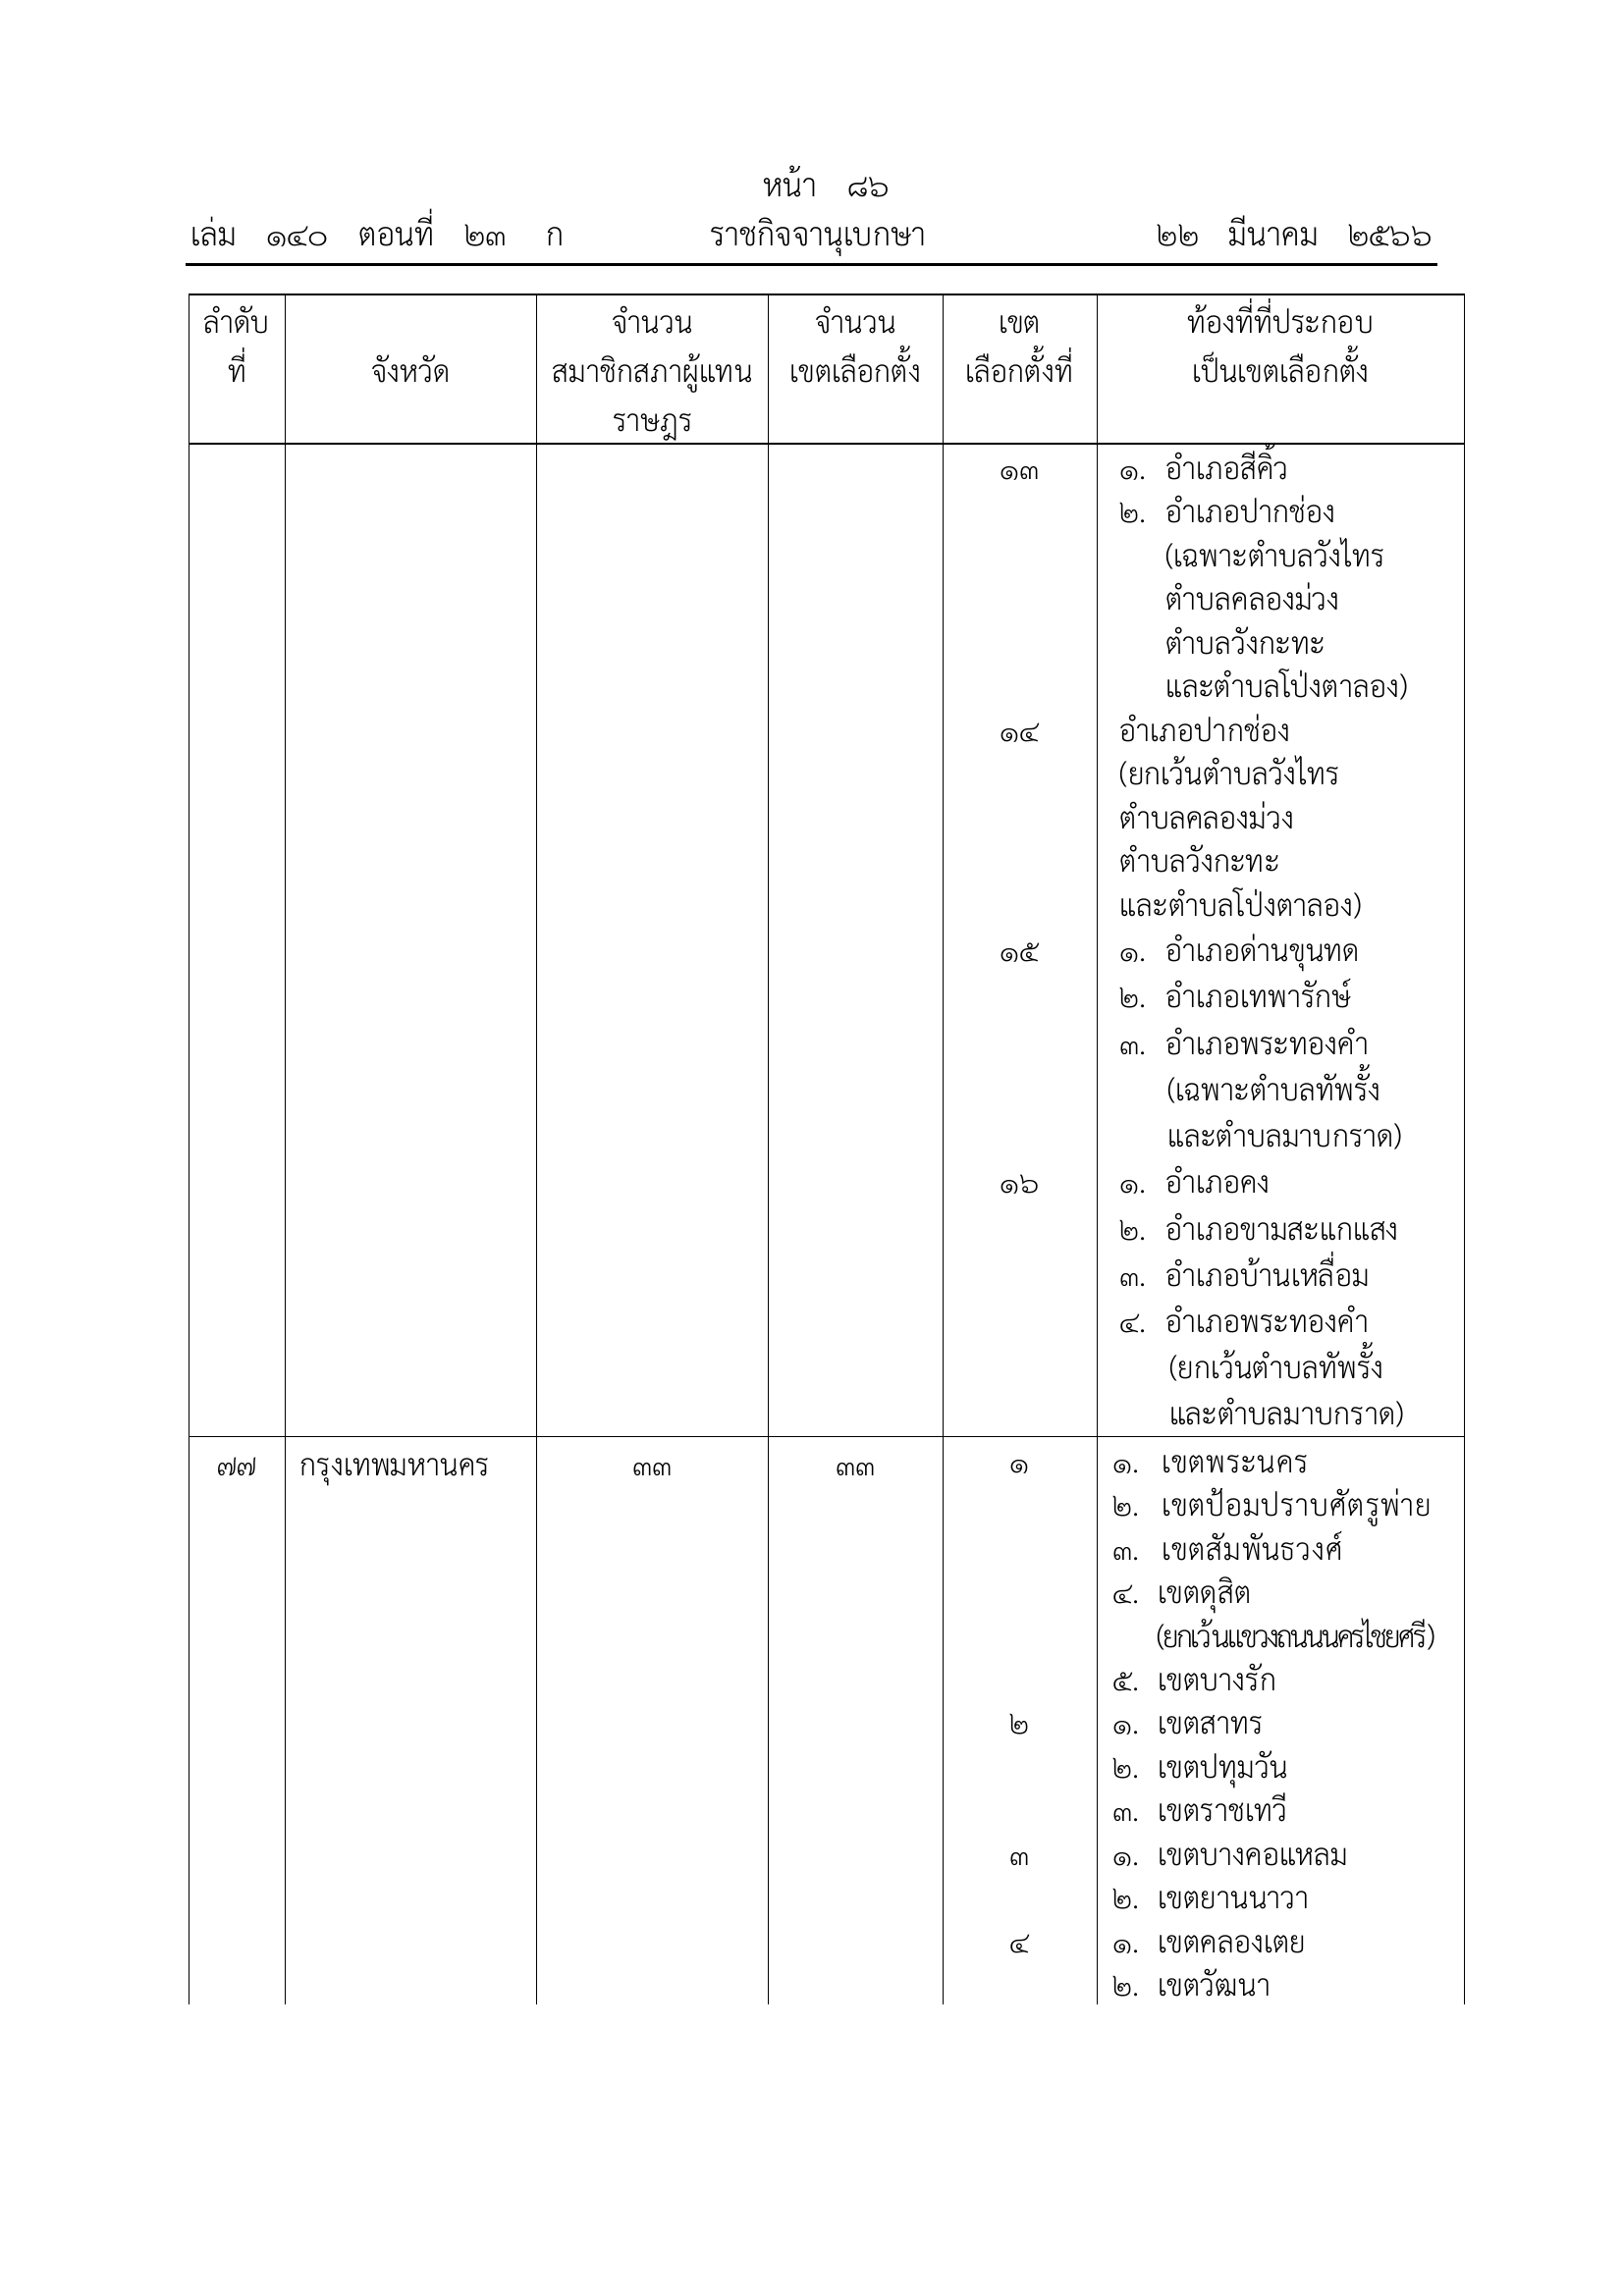 หน้า ๘๖
เล่ม ๑๔๐ ตอนที่ ๒๓ ก ราชกิจจานุเบกษา ๒๒ มีนาคม ๒๕๖๖
ลำดับ จำนวน จำนวน เขต ท้องที่ที่ประกอบ
ที่ จังหวัด สมาชิกสภาผู้แทน เขตเลือกตั้ง เลือกตั้งที่ เป็นเขตเลือกตั้ง
ราษฎร
๑๓ ๑. อำเภอสีคิ้ว
๒. อำเภอปากช่อง
(เฉพาะตำบลวังไทร
ตำบลคลองม่วง
ตำบลวังกะทะ
และตำบลโป่งตาลอง)
๑๔ อำเภอปากช่อง
(ยกเว้นตำบลวังไทร
ตำบลคลองม่วง
ตำบลวังกะทะ
และตำบลโป่งตาลอง)
๑๕ ๑. อำเภอด่านขุนทด
๒. อำเภอเทพารักษ์
๓. อำเภอพระทองคำ
(เฉพาะตำบลทัพรั้ง
และตำบลมาบกราด)
๑๖ ๑. อำเภอคง
๒. อำเภอขามสะแกแสง
๓. อำเภอบ้านเหลื่อม
๔. อำเภอพระทองคำ
(ยกเว้นตำบลทัพรั้ง
และตำบลมาบกราด)
๗๗ กรุงเทพมหานคร ๓๓ ๓๓ ๑ ๑. เขตพระนคร
๒. เขตป้อมปราบศัตรูพ่าย
๓. เขตสัมพันธวงศ์
๔. เขตดุสิต
(ยกเว้นแขวงถนนนครไชยศรี)
๕. เขตบางรัก
๒ ๑. เขตสาทร
๒. เขตปทุมวัน
๓. เขตราชเทวี
๓ ๑. เขตบางคอแหลม
๒. เขตยานนาวา
๔ ๑. เขตคลองเตย
๒. เขตวัฒนา